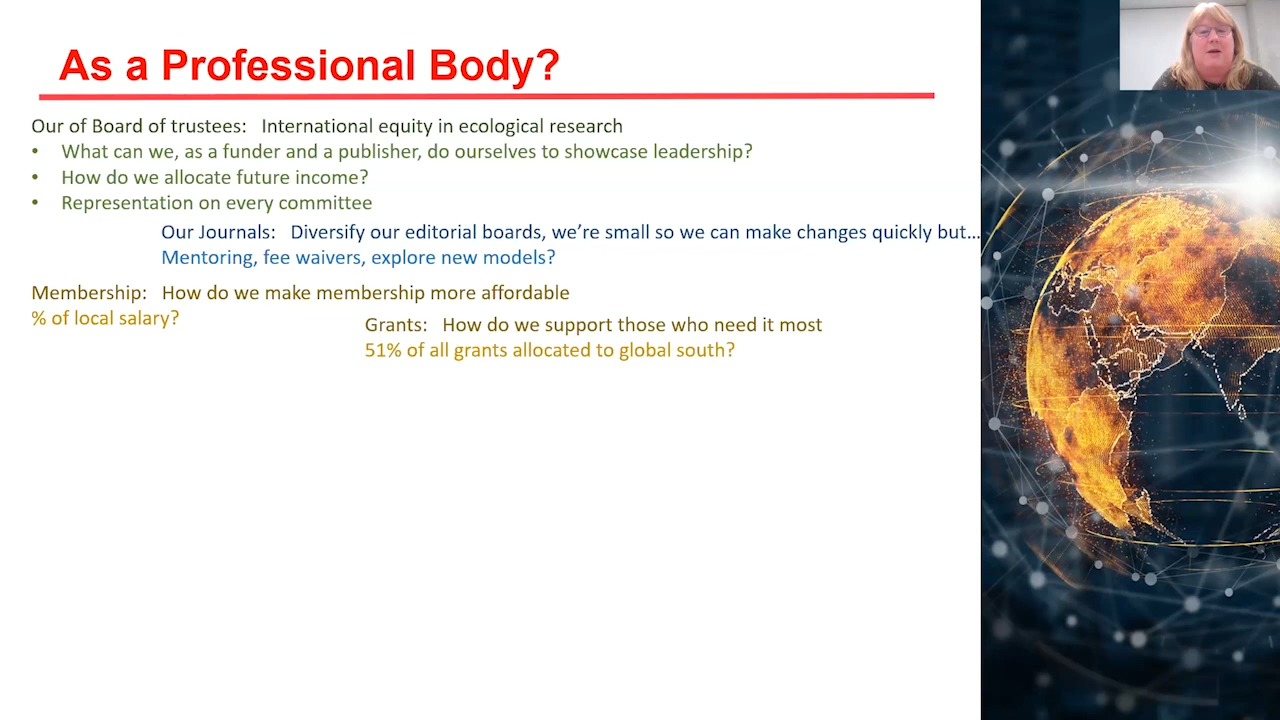 As a Professional Body?
Our of Board of trustees: International equity in ecological research
• What can we, as a funder and a publisher, do ourselves to showcase leadership?
• How do we allocate future income?
• Representation on every committee
Our Journals: Diversify our editorial boards, we're small so we can make changes quickly but...
Mentoring, fee waivers, explore new models?
Membership: How do we make membership more affordable
% of local salary?
Grants: How do we support those who need it most
51% of all grants allocated to global south?